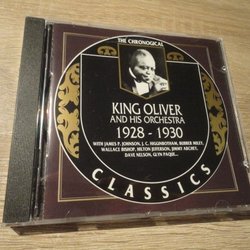 THE CHRONOGICAL
KING OLIVER
AND HIS ORCHESTRA
1928 - 1930
WITH JAMES P. JOHNSON, J. C. HIGGINBOTHAM, BUBBER MILEY,
WALLACE BISHOP, HILTON JEFFERSON, JIMMY ARCHEY,
DAVE NELSON, GLYN PAQUE...
CLASSICS